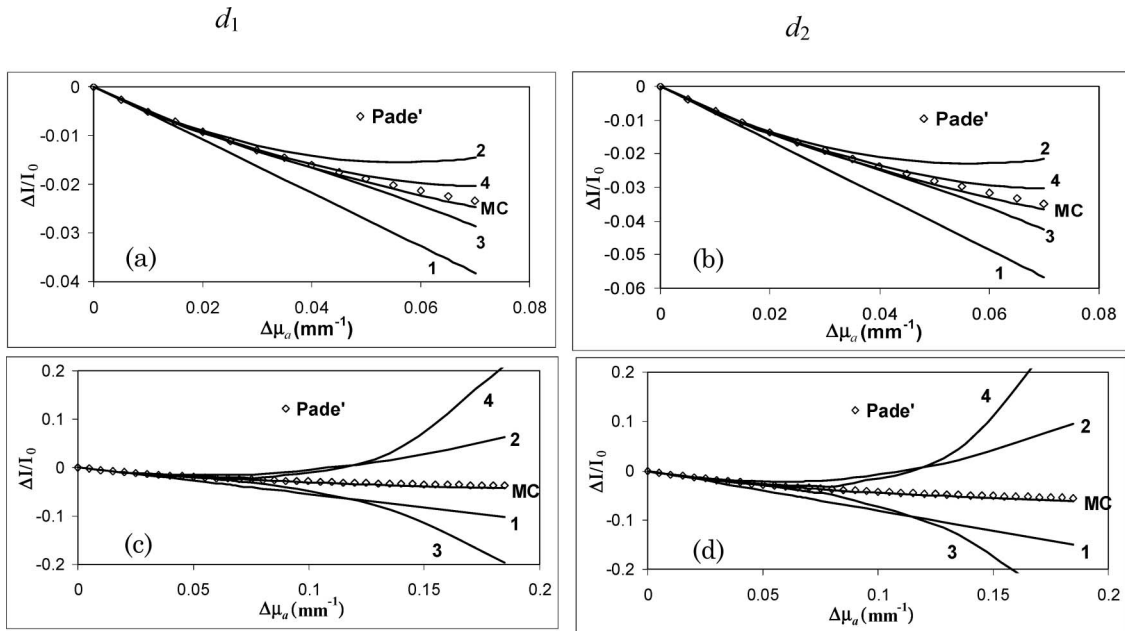 d1
d2
0
-0.01
-0.02
-0.03
-0.04
ΔI/I0
Pade'
2
4
MC
3
1
(a)
0
0.02
0.04
0.06
0.08
Δμa(mm-1)
0
-0.01
-0.02
-0.03
-0.04
-0.05
-0.06
ΔI/I0
Pade'
2
4
MC
3
1
(b)
0
0.02
0.04
0.06
0.08
Δμa(mm-1)
0.2
0.1
0
-0.1
-0.2
ΔI/I0
Pade'
4
2
MC
1
3
(c)
0
0.05
0.1
0.15
0.2
Δμa(mm-1)
0.2
0.1
0
-0.1
-0.2
ΔI/I0
Pade'
4
2
MC
1
3
(d)
0
0.05
0.1
0.15
0.2
Δμa(mm-1)